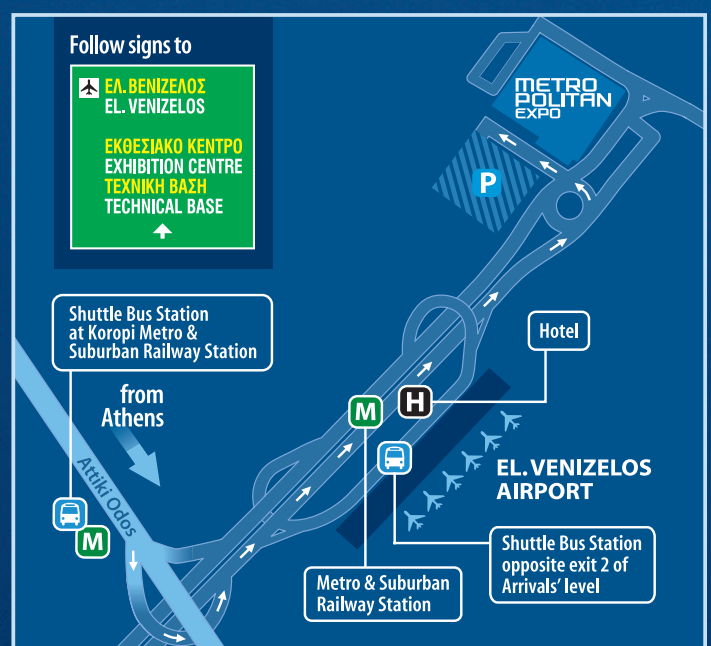 Follow signs to
ΕΛ. ΒΕΝΙΖΕΛΟΣ
EL. VENIZELOS
ΕΚΘΕΣΙΑΚΟ ΚΕΝΤΡΟ
EXHIBITION CENTRE
ΤΕΧΝΙΚΗ ΒΑΣΗ
TECHNICAL BASE
METRO
POLITAN
EXPO
P
Shuttle Bus Station
at Koropi Metro &
Suburban Railway Station
Hotel
from
Athens
M
H
Attiki Odos
EL. VENIZELOS
AIRPORT
M
Metro & Suburban
Railway Station
Shuttle Bus Station
opposite exit 2 of
Arrivals' level